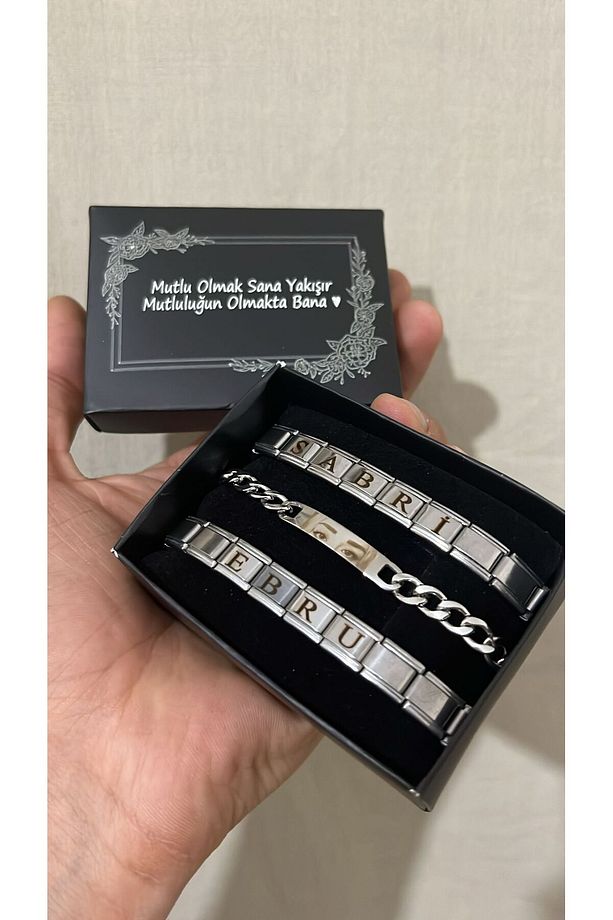 Mutlu Olmak Sana Yakışır
Mutluluğun Olmakta Bana ♥
SABRİ
EBRU